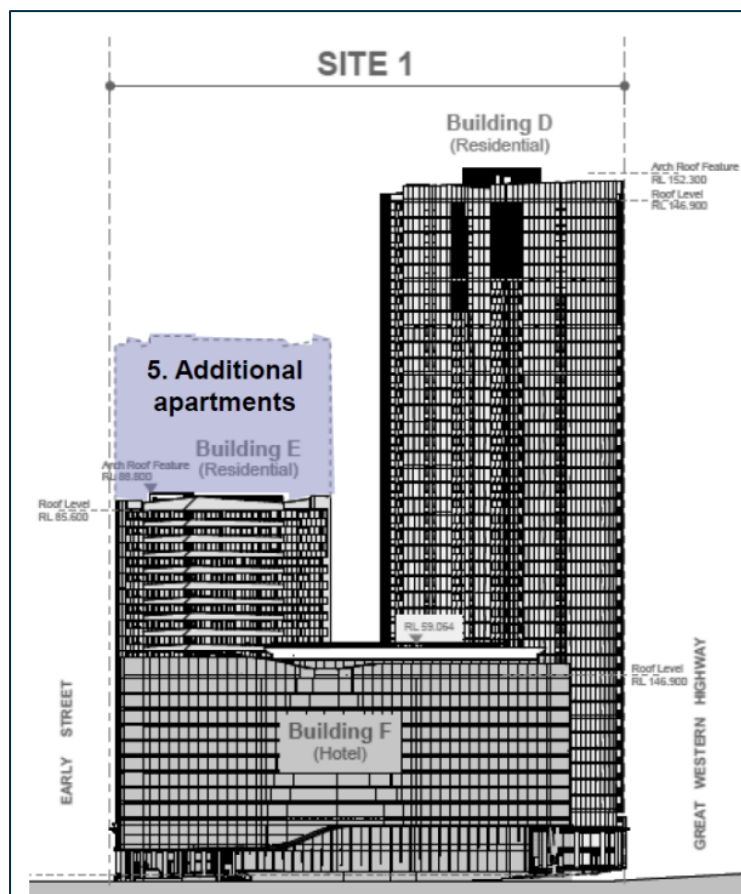 SITE 1
Building D
(Residential)
Arch Roof Feature
RL 152.300
Roof Level
RL 146.900
5. Additional
apartments
Building E
(Residential)
Arch Roof Feature
RL 88.800
Roof Level
RL 85.600
RL 59.064
Roof Level
RL 146.900
Building F
(Hotel)
EARLY STREET
GREAT WESTERN HIGHWAY